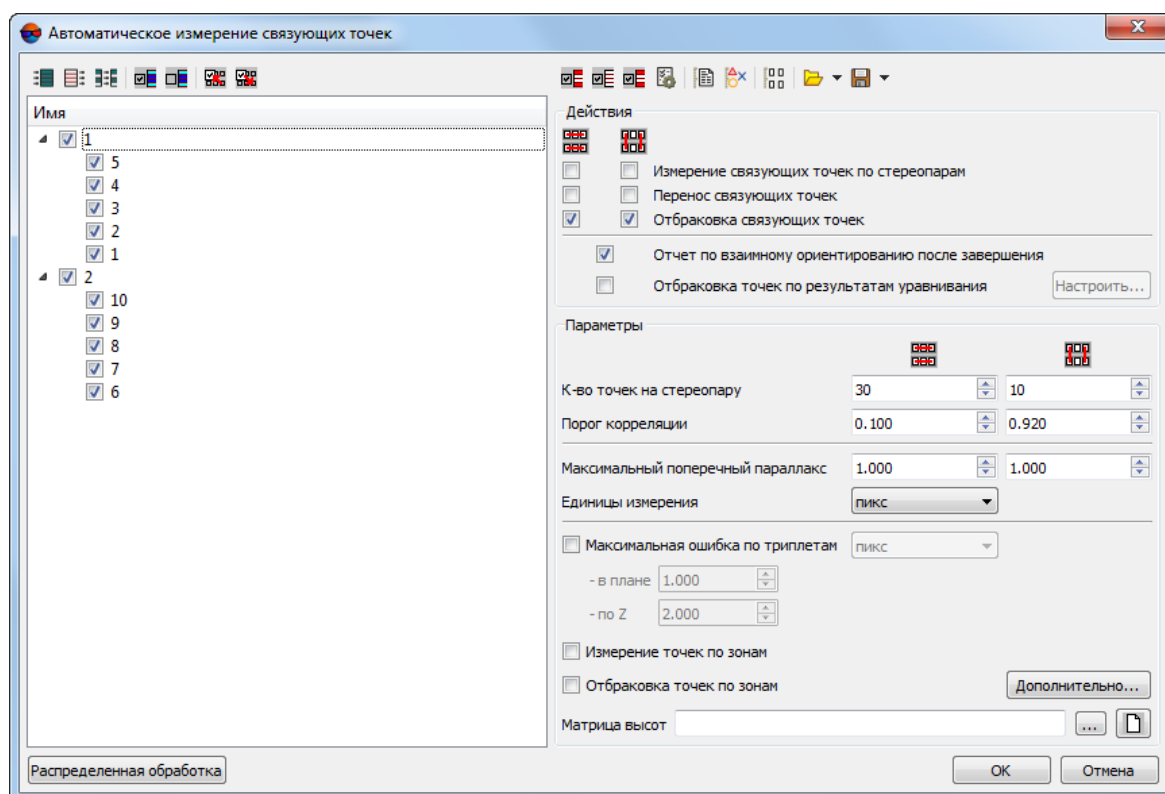 Автоматическое измерение связующих точек
Имя
1
5
4
3
2
1
2
10
9
8
7
6
Действия
Измерение связующих точек по стереопарам
Перенос связующих точек
Отбраковка связующих точек
Отчет по взаимному ориентированию после завершения
Отбраковка точек по результатам уравнивания Настроить...
Параметры
К-во точек на стереопару 30 10
Порог корреляции 0.100 0.920
Максимальный поперечный параллакс 1.000 1.000
Единицы измерения пикс
Максимальная ошибка по триплетам пикс
- в плане 1.000
- по Z 2.000
Измерение точек по зонам
Отбраковка точек по зонам Дополнительно...
Матрица высот ...
Распределенная обработка OK Отмена